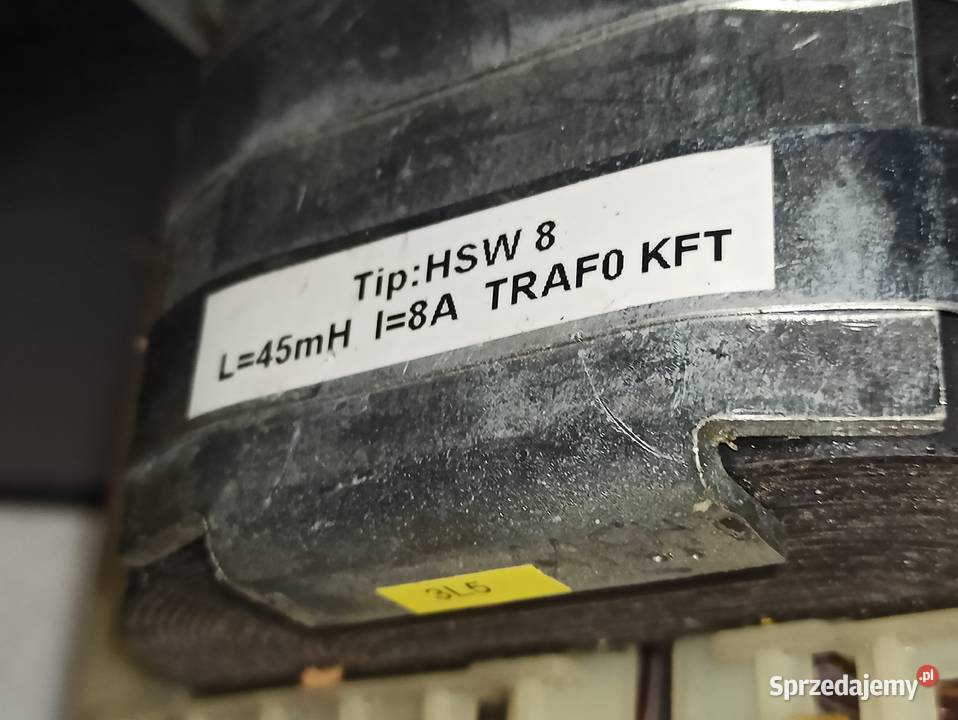 Tip:HSW 8
L=45mH I=8A TRAF0 KFT
3L5
Sprzedajemy.pl